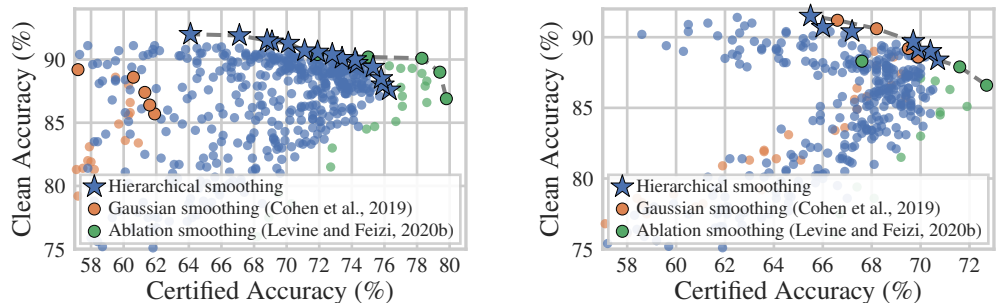 Clean Accuracy (%)
90
85
80
75
Hierarchical smoothing
Gaussian smoothing (Cohen et al., 2019)
Ablation smoothing (Levine and Feizi, 2020b)
58 60 62 64 66 68 70 72 74 76 78 80
Certified Accuracy (%)
Clean Accuracy (%)
90
85
80
75
Hierarchical smoothing
Gaussian smoothing (Cohen et al., 2019)
Ablation smoothing (Levine and Feizi, 2020b)
58 60 62 64 66 68 70 72
Certified Accuracy (%)